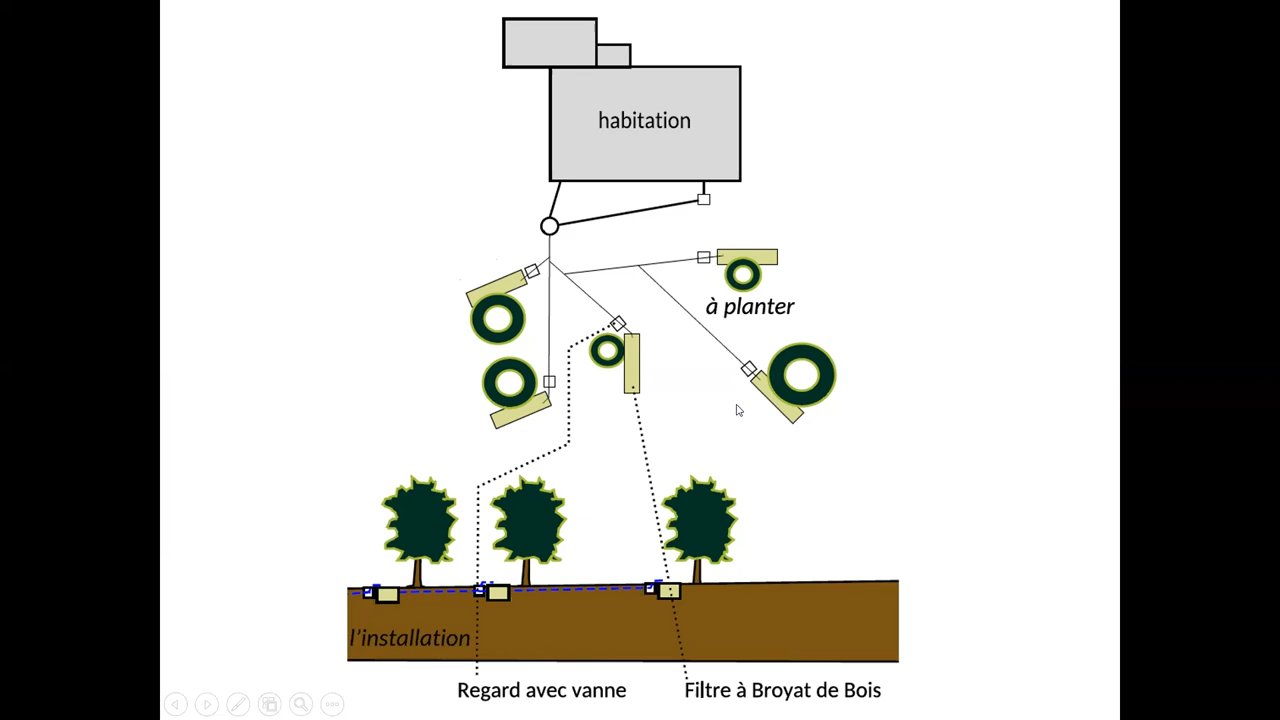 habitation
à planter
l’installation
Regard avec vanne
Filtre à Broyat de Bois